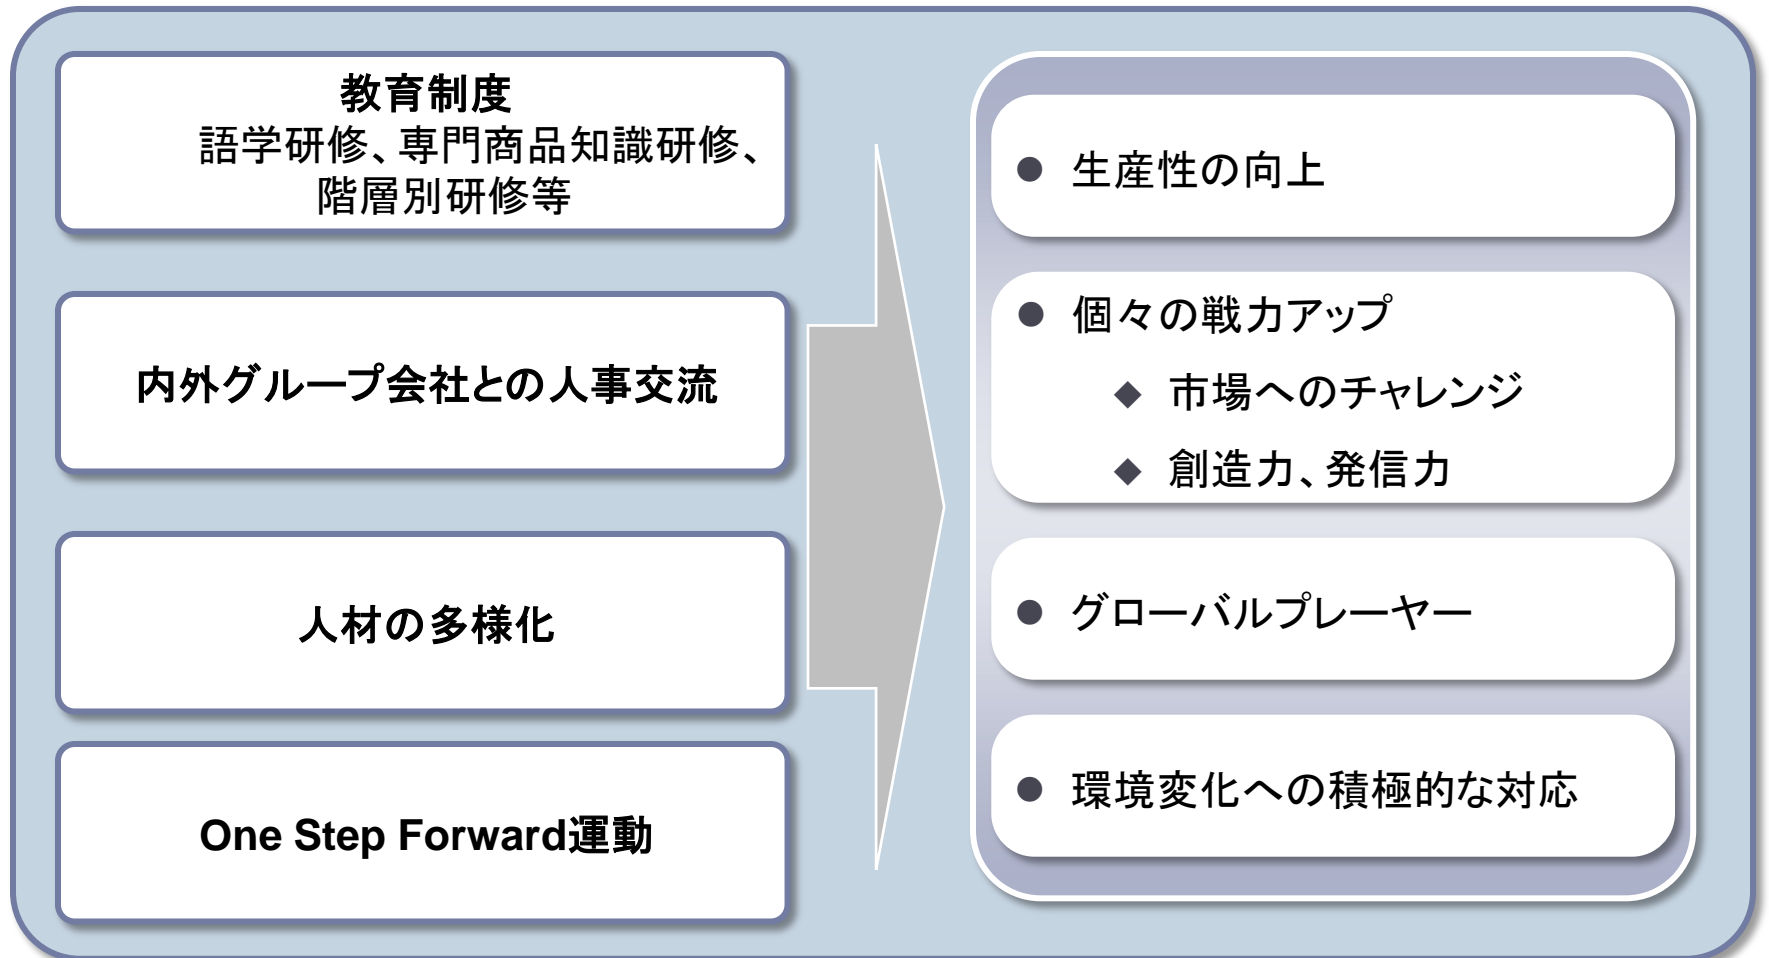 教育制度
語学研修、専門商品知識研修、
階層別研修等
内外グループ会社との人事交流
人材の多様化
One Step Forward運動
● 生産性の向上
● 個々の戦力アップ
◆ 市場へのチャレンジ
◆ 創造力、発信力
● グローバルプレーヤー
● 環境変化への積極的な対応